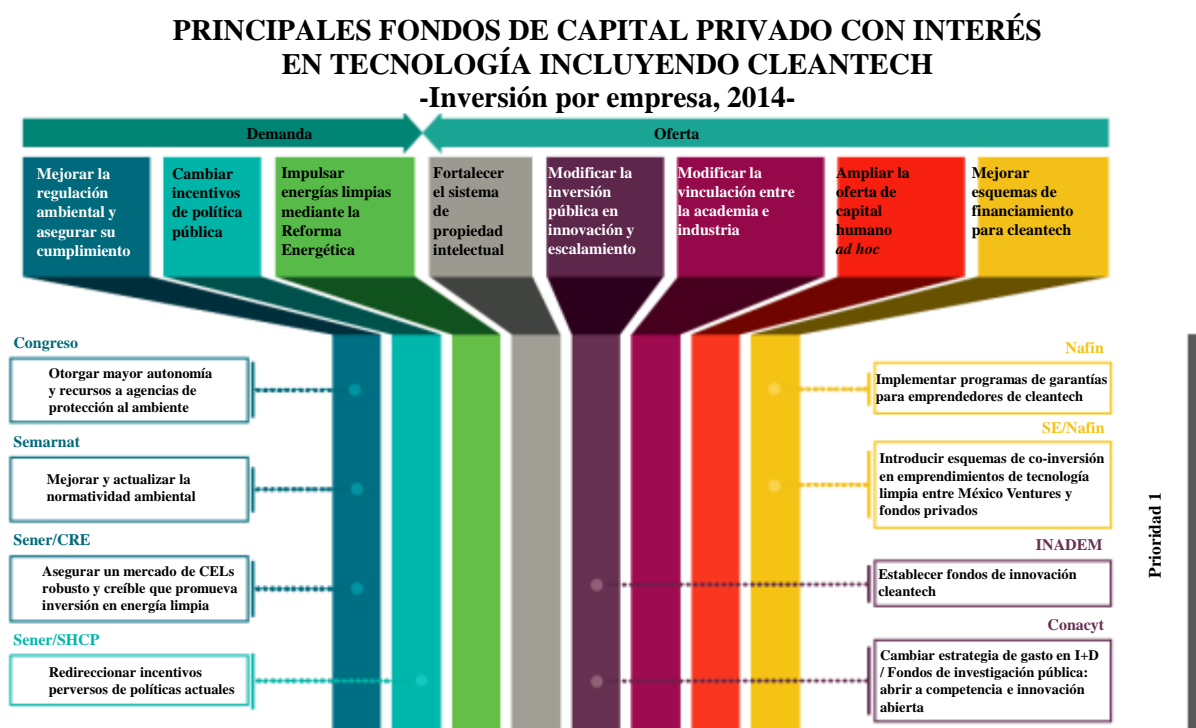 PRINCIPALES FONDOS DE CAPITAL PRIVADO CON INTERÉS
EN TECNOLOGÍA INCLUYENDO CLEANTECH
-Inversión por empresa, 2014-
Demanda
Oferta
Mejorar la
regulación
ambiental y
asegurar su
cumplimiento
Cambiar
incentivos
de política
pública
Impulsar
energías limpias
mediante la
Reforma
Energética
Fortalecer
el sistema
de
propiedad
intelectual
Modificar la
inversión
pública en
innovación y
escalamiento
Modificar la
vinculación entre
la academia e
industria
Ampliar la
oferta de
capital
humano
ad hoc
Mejorar
esquemas de
financiamiento
para cleantech
Congreso
Otorgar mayor autonomía
y recursos a agencias de
protección al ambiente
Semarnat
Mejorar y actualizar la
normatividad ambiental
Sener/CRE
Asegurar un mercado de CELs
robusto y creíble que promueva
inversión en energía limpia
Sener/SHCP
Redireccionar incentivos
perversos de políticas actuales
Nafin
Implementar programas de garantías
para emprendedores de cleantech
SE/Nafin
Introducir esquemas de co-inversión
en emprendimientos de tecnología
limpia entre México Ventures y
fondos privados
INADEM
Establecer fondos de innovación
cleantech
Conacyt
Cambiar estrategia de gasto en I+D
/ Fondos de investigación pública:
abrir a competencia e innovación
abierta
Prioridad 1